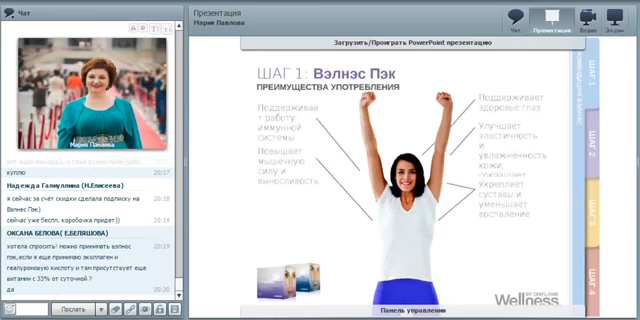 Чат
Мария Павлова
куплю
20:17
Надежда Галиуллина (Н.Елисеева)
я сейчас за счёт скидки сделала подписку на
20:18
Вэлнес Пэк)
сейчас уже беспл. коробочка придет))
20:19
ОКСАНА БЕЛОВА( Е.БЕЛЯШОВА)
хотела спросить! можно принимать вэлнос
20:19
пэк,если я еще принимаю эколлаген и
геалуроновую кислоту и там присутствует еще
витамин с 33% от суточной ?
да
20:20
Послать
Презентация
Мария Павлова
Чат
Презентация
Видео
Экран
Загрузить/Проиграть PowerPoint презентацию
ШАГ 1: Вэлнэс Пэк
ПРЕИМУЩЕСТВА УПОТРЕБЛЕНИЯ
Поддерживае
т работу
иммунной
системы
Повышает
мышечную
силу и
выносливость
Поддерживает
здоровье глаз
Улучшает
эластичность
и
увлажненность
кожи,
Укрепляет
суставы и
уменьшает
воспаление
ШАГ 1
ШАГ 2
ШАГ 3
ШАГ 4
Wellness
BY ORIFLAME
Панель управления